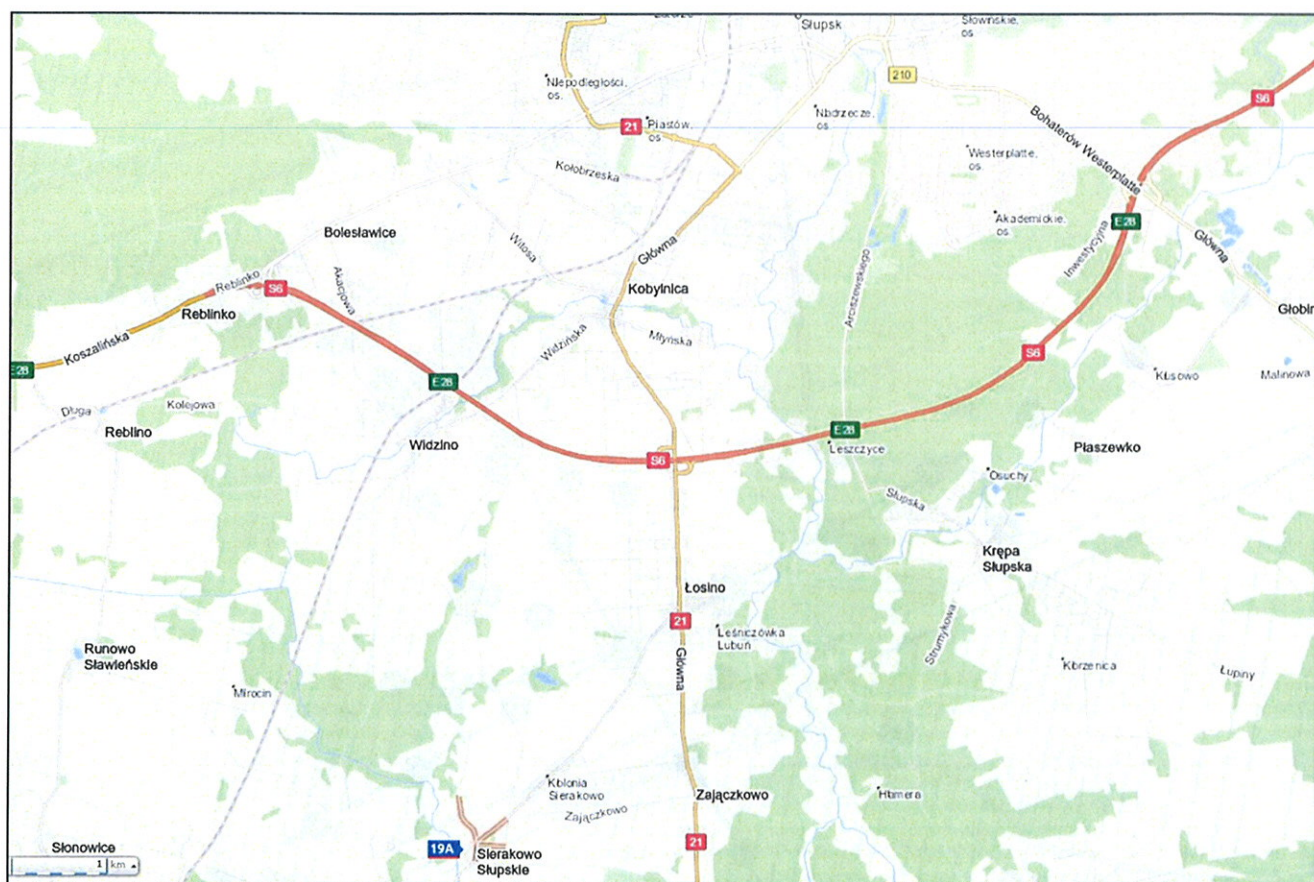 Słupsk
Słowińskie,
os.
210
Niepodległości,
os.
S6
21
Piastów,
os
Nadrzecze,
os
Bohaterów Westerplatte
Westerplatte,
os.
Kołobrzeska
Akademickie,
os.
E28
Bolesławice
Witosa
Główna
Arciszewskiego
Inwestycyjna
Główna
Reblinko
S6
Akacjowa
Kobylnica
Reblinko
Głobin
Koszalińska
Widzińska
Młyńska
S6
E28
E28
Kusowo
Malinowa
Długa
Kolejowa
Reblino
Widzino
E28
Leszczyce
Płaszewko
S6
Osuchy
Słupska
Krępa
Słupska
Łosino
21
Leśniczówka
Lubuń
Strumykowa
Runowo
Sławieńskie
Główna
Kobrzenica
Łupiny
Mirocin
Kolonia
Sierakowo
Zajączkowo
Zajączkowo
Hamera
Słonowice
19A
Sierakowo
Słupskie
21
1 km